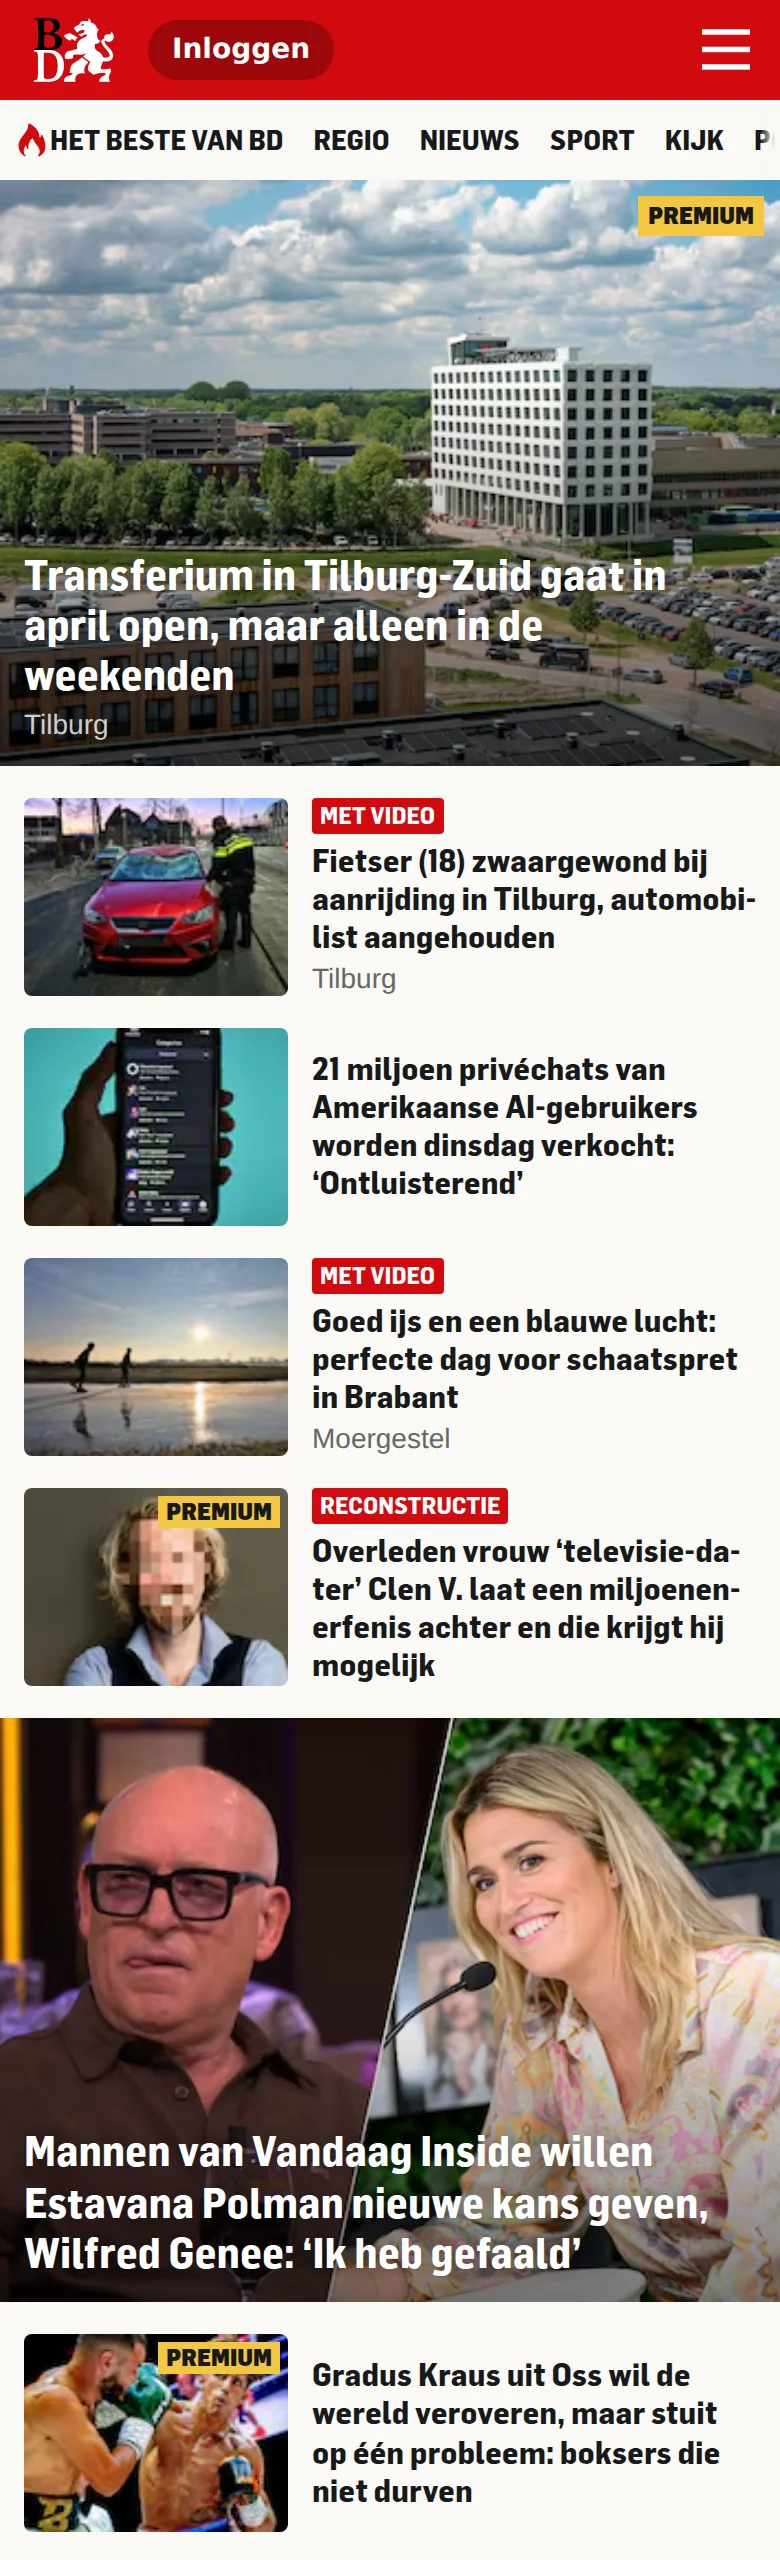 BD
Inloggen
HET BESTE VAN BD REGIO NIEUWS SPORT KIJK
PREMIUM
Transferium in Tilburg-Zuid gaat in
april open, maar alleen in de
weekenden
Tilburg
MET VIDEO
Fietser (18) zwaargewond bij
aanrijding in Tilburg, automobi-
list aangehouden
Tilburg
21 miljoen privéchats van
Amerikaanse AI-gebruikers
worden dinsdag verkocht:
‘Ontluisterend’
MET VIDEO
Goed ijs en een blauwe lucht:
perfecte dag voor schaatspret
in Brabant
Moergestel
PREMIUM
RECONSTRUCTIE
Overleden vrouw ‘televisie-da-
ter’ Clen V. laat een miljoenen-
erfenis achter en die krijgt hij
mogelijk
Mannen van Vandaag Inside willen
Estavana Polman nieuwe kans geven,
Wilfred Genee: ‘Ik heb gefaald’
PREMIUM
Gradus Kraus uit Oss wil de
wereld veroveren, maar stuit
op één probleem: boksers die
niet durven